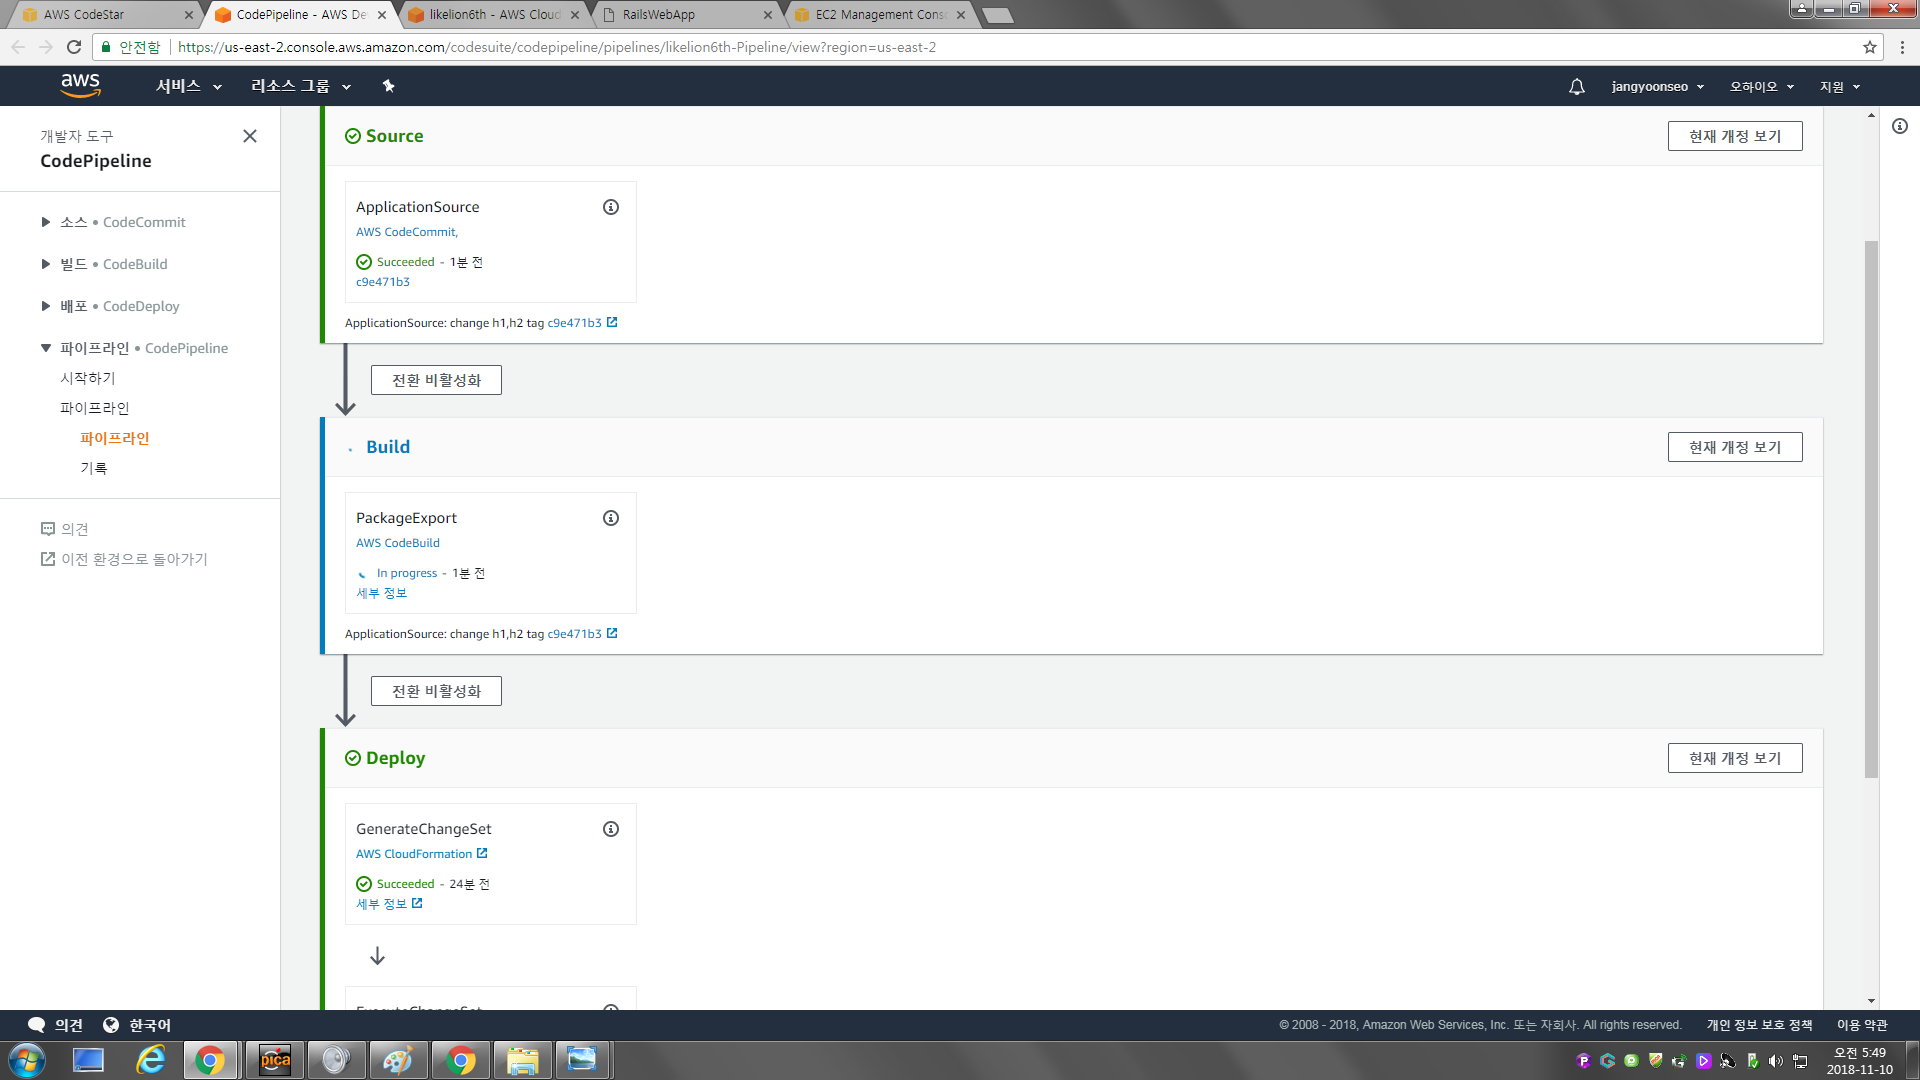 AWS CodeStar
CodePipeline - AWS De
likelion6th - AWS Cloud
RailsWebApp
EC2 Management Cons
안전함
https://us-east-2.console.aws.amazon.com/codesuite/codepipeline/pipelines/likelion6th-Pipeline/view?region=us-east-2
aws
서비스
리소스 그룹
jangyoonseo
오하이오
지원
개발자 도구
CodePipeline
소스 • CodeCommit
빌드 • CodeBuild
배포 • CodeDeploy
파이프라인 • CodePipeline
시작하기
파이프라인
파이프라인
기록
의견
이전 환경으로 돌아가기
Source
현재 개정 보기
ApplicationSource
AWS CodeCommit,
Succeeded - 1분 전
c9e471b3
ApplicationSource: change h1,h2 tag c9e471b3
전환 비활성화
Build
현재 개정 보기
PackageExport
AWS CodeBuild
In progress - 1분 전
세부 정보
ApplicationSource: change h1,h2 tag c9e471b3
전환 비활성화
Deploy
현재 개정 보기
GenerateChangeSet
AWS CloudFormation
Succeeded - 24분 전
세부 정보
ExecuteChangeSet
의견
한국어
© 2008 - 2018, Amazon Web Services, Inc. 또는 자회사. All rights reserved.
개인 정보 보호 정책
이용 약관
pica
오전 5:49
2018-11-10